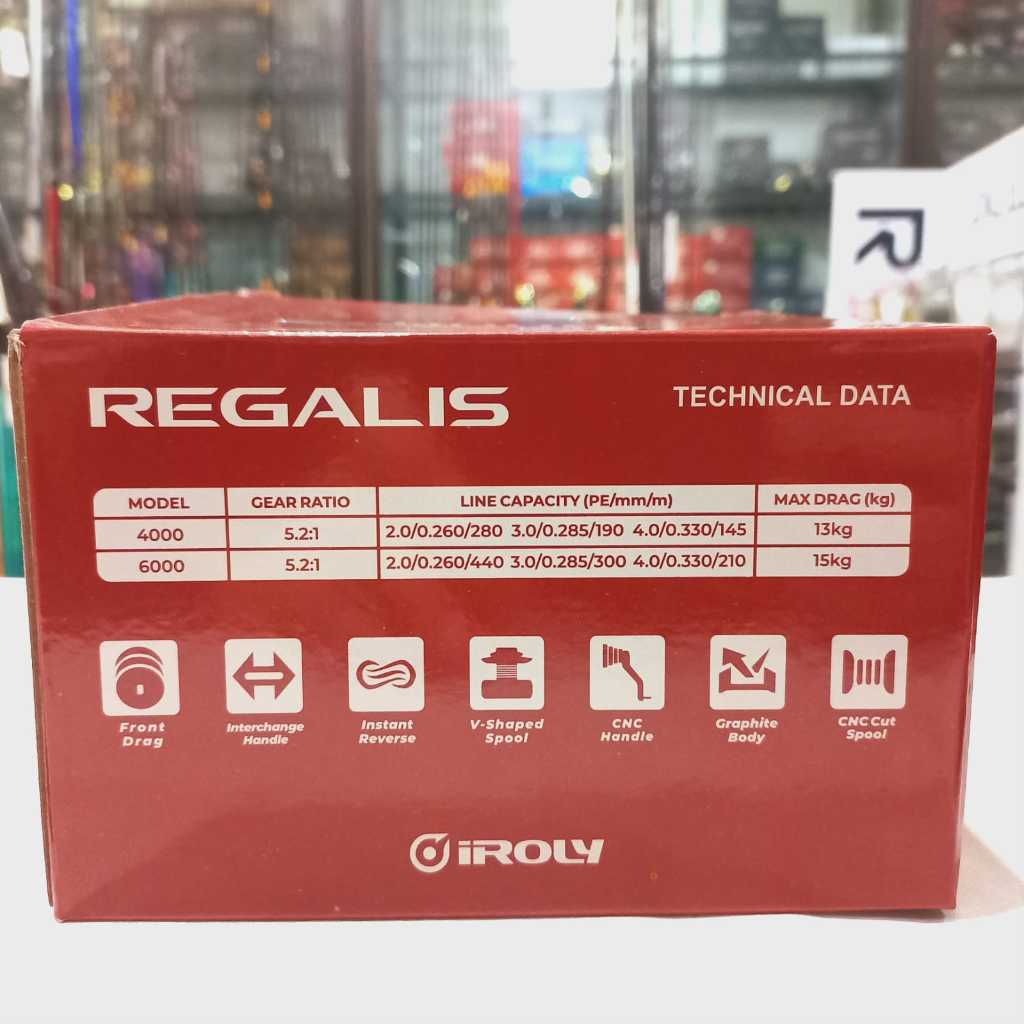 REGALIS
TECHNICAL DATA
MODEL GEAR RATIO LINE CAPACITY (PE/mm/m) MAX DRAG (kg)
4000 5.2:1 2.0/0.260/280 3.0/0.285/190 4.0/0.330/145 13kg
6000 5.2:1 2.0/0.260/440 3.0/0.285/300 4.0/0.330/210 15kg
Front
Drag
Interchange
Handle
Instant
Reverse
V-Shaped
Spool
CNC
Handle
Graphite
Body
CNC Cut
Spool
iROLY
R